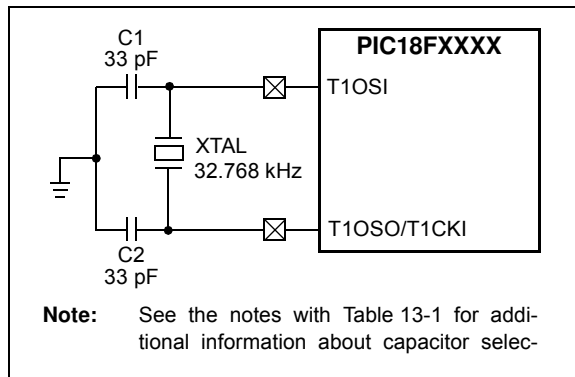 C1
33 pF
PIC18FXXXX
T1OSI
XTAL
32.768 kHz
T1OSO/T1CKI
C2
33 pF
Note: See the notes with Table 13-1 for addi-
tional information about capacitor selec-